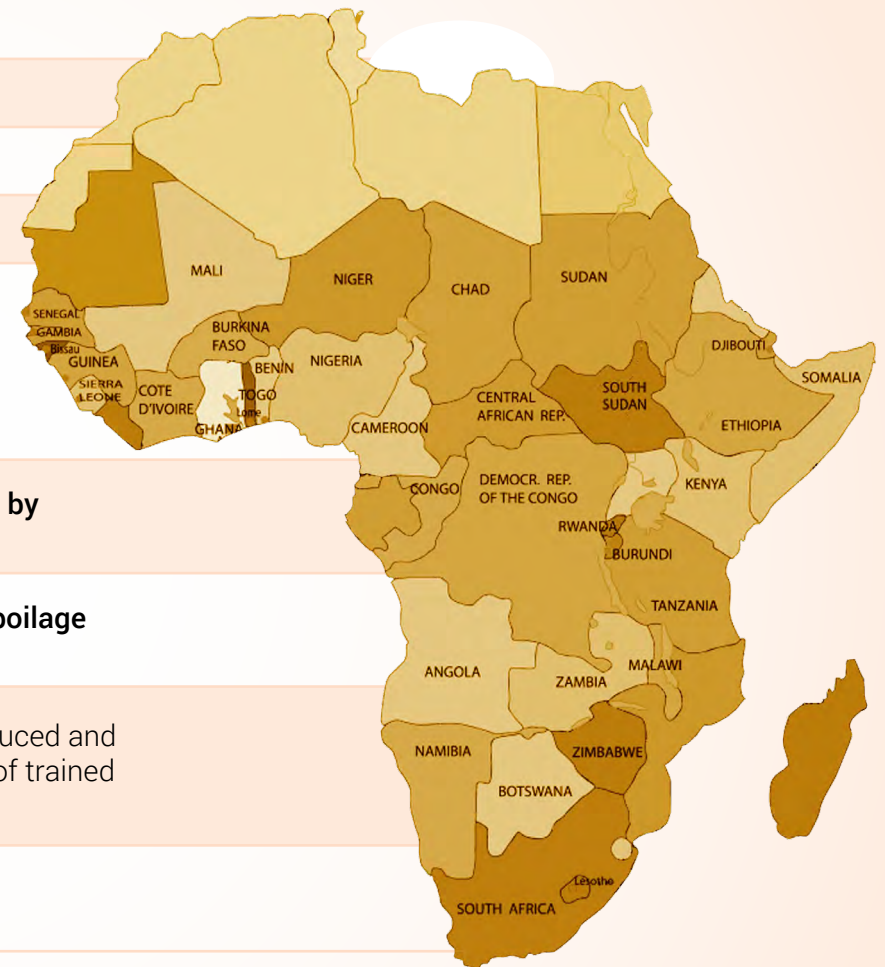 MALI
NIGER
CHAD
SUDAN
SENEGAL
GAMBIA
Bissau
GUINEA
SIERRA
LEONE
COTE
D'IVOIRE
BURKINA
FASO
GHANA
TOGO
Lome
BENIN
NIGERIA
CAMEROON
CENTRAL
AFRICAN REP.
SOUTH
SUDAN
DJIBOUTI
ETHIOPIA
SOMALIA
KENYA
CONGO
DEMOCR. REP.
OF THE CONGO
RWANDA
BURUNDI
TANZANIA
by
poilage
uced and
of trained
ANGOLA
ZAMBIA
MALAWI
NAMIBIA
ZIMBABWE
BOTSWANA
Lesotho
SOUTH AFRICA